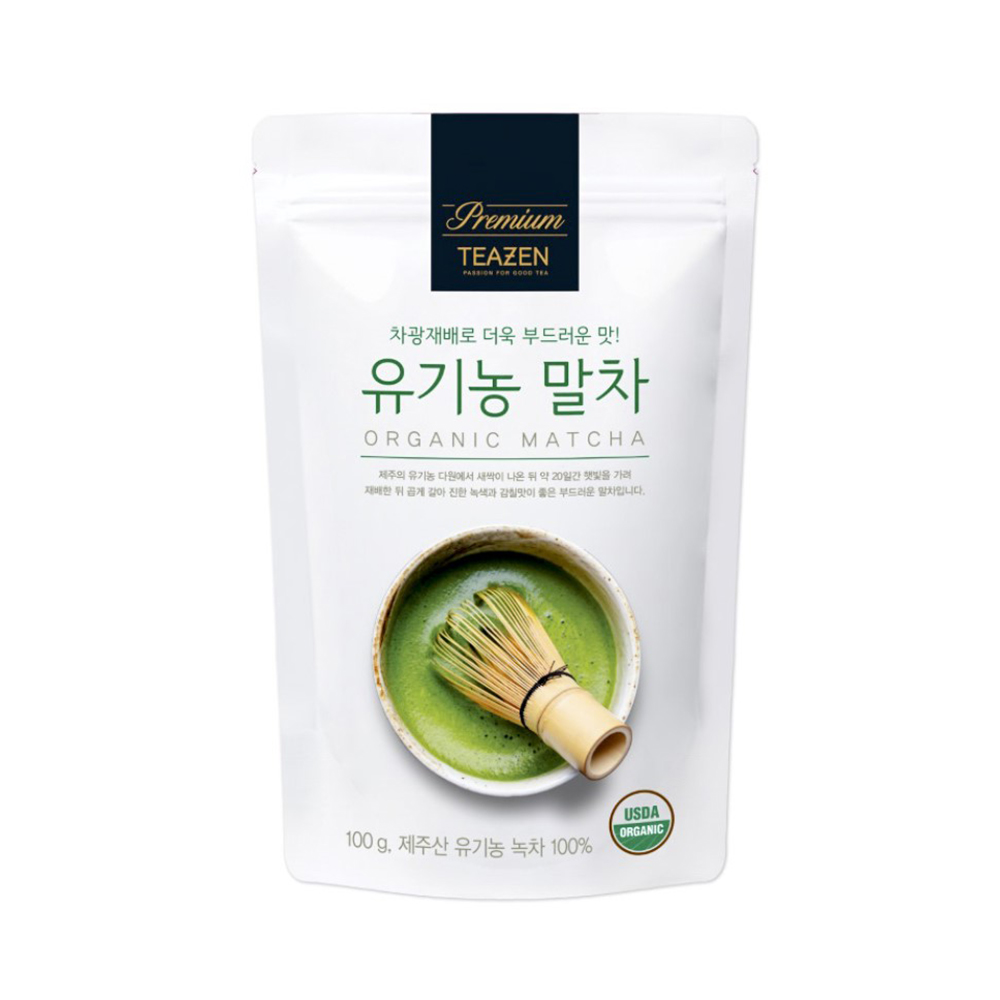 Premium
TEAZEN
PASSION FOR GOOD TEA
차광재배로 더욱 부드러운 맛!
유기농 말차
ORGANIC MATCHA
제주의 유기농 다원에서 새싹이 나온 뒤 약 20일간 햇빛을 가려
재배한 뒤 곱게 갈아 진한 녹색과 감칠맛이 좋은 부드러운 말차입니다.
USDA
ORGANIC
100 g, 제주산 유기농 녹차 100%